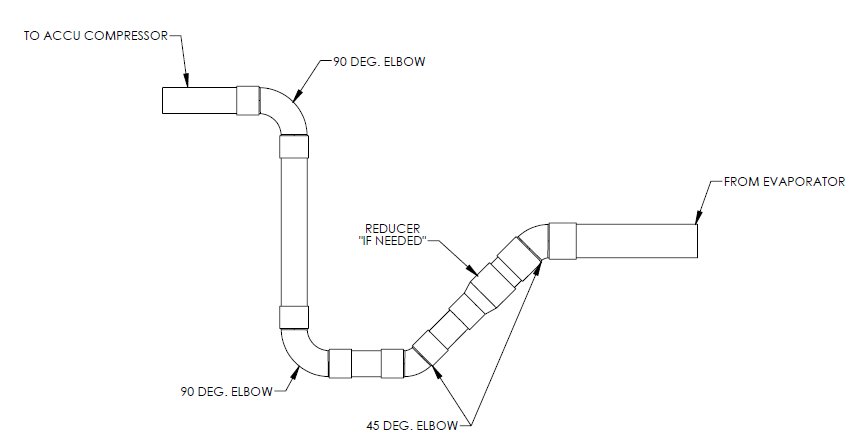 TO ACCU COMPRESSOR
90 DEG. ELBOW
FROM EVAPORATOR
REDUCER
"IF NEEDED"
90 DEG. ELBOW
45 DEG. ELBOW